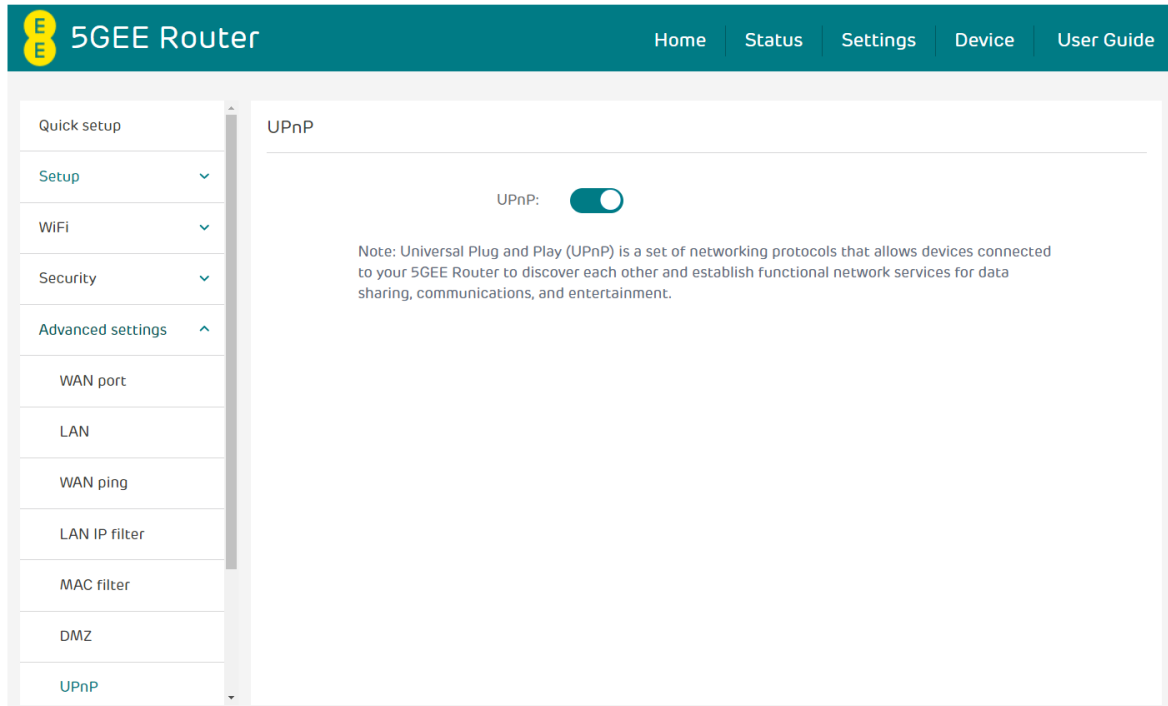 E
E
5GEE Router
Home
Status
Settings
Device
User Guide
Quick setup
Setup
WiFi
Security
Advanced settings
WAN port
LAN
WAN ping
LAN IP filter
MAC filter
DMZ
UPnP
UPnP
UPnP:
Note: Universal Plug and Play (UPnP) is a set of networking protocols that allows devices connected
to your 5GEE Router to discover each other and establish functional network services for data
sharing, communications, and entertainment.